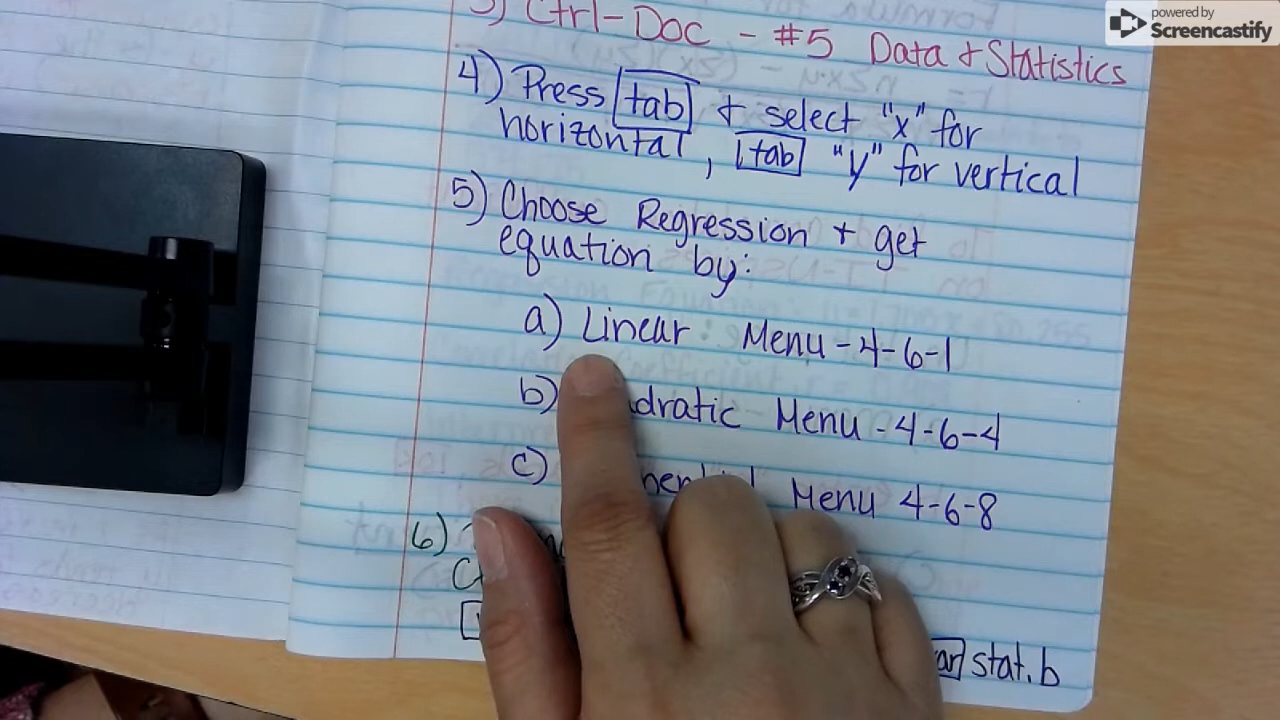 powered by
Screencastify
3) Ctrl-Doc - #5 Data & Statistics
4) Press tab & select "x" for
horizontal, tab "y" for vertical
5) Choose Regression & get
equation by:
a) Linear: Menu-4-6-1
b) Menu-4-6-4
c) Menu 4-6-8
6)
stat.b